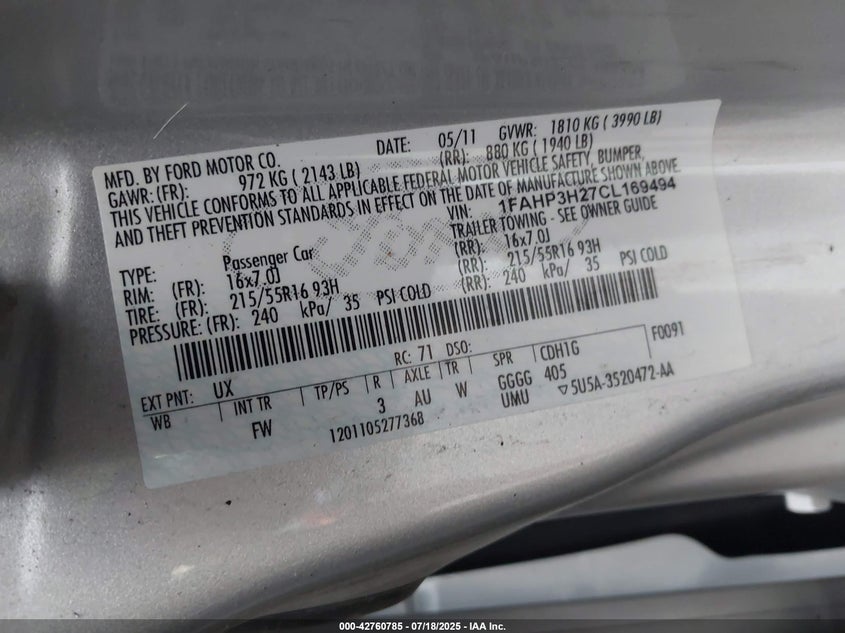 MFD. BY FORD MOTOR CO. DATE: 05/11 GVWR: 1810 KG ( 3990 LB)
GAWR: (FR): 972 KG ( 2143 LB) (RR): 880 KG ( 1940 LB)
THIS VEHICLE CONFORMS TO ALL APPLICABLE FEDERAL MOTOR VEHICLE SAFETY, BUMPER,
AND THEFT PREVENTION STANDARDS IN EFFECT ON THE DATE OF MANUFACTURE SHOWN ABOVE.
VIN: 1FAHP3H27CL169494
TYPE: Passenger Car TRAILER TOWING - SEE OWNER GUIDE
RIM: (FR): 16x7.0J (RR): 16x7.0J
TIRE: (FR): 215/55R16 93H (RR): 215/55R16 93H
PRESSURE: (FR): 240 kPa/ 35 PSI COLD (RR): 240 kPa/ 35 PSI COLD
RC: 71 DSO: F0091
EXT PNT: UX CDH1G
WB INT TR TP/PS R AXLE TR SPR 405
FW 3 AU W GGGG
UMU ▽5U5A-3520472-AA
1201105277368
000-42760785 - 07/18/2025 - IAA Inc.